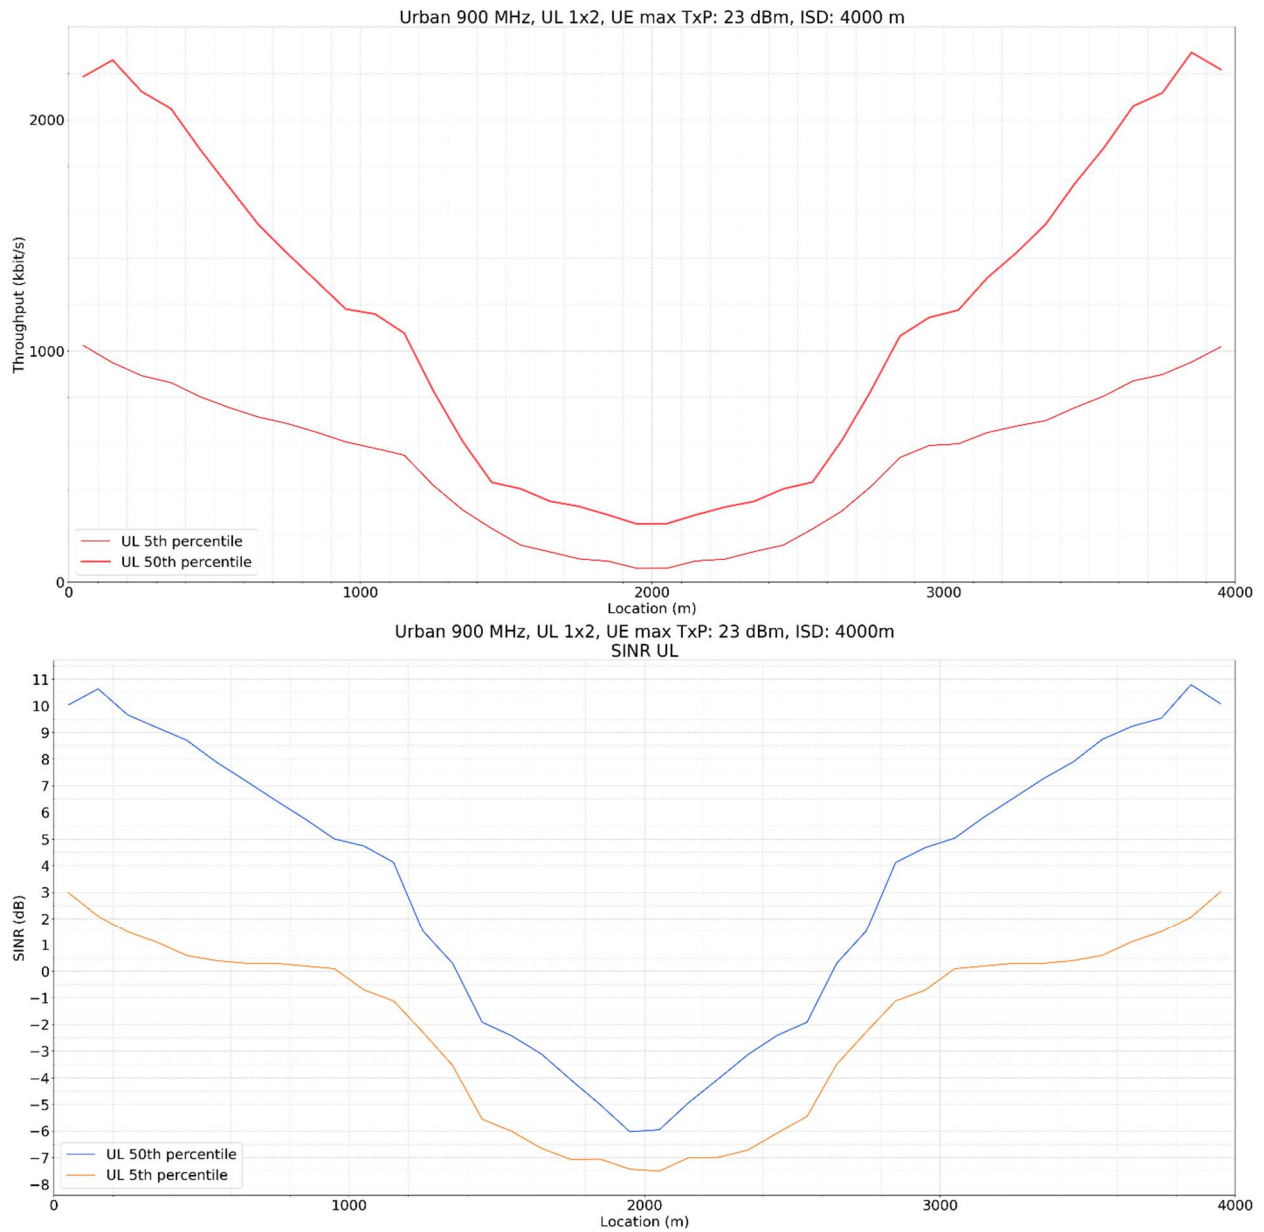 Urban 900 MHz, UL 1x2, UE max TxP: 23 dBm, ISD: 4000 m
Throughput (kbit/s)
2000
1000
0
UL 5th percentile
UL 50th percentile
0 1000 2000 3000 4000
Location (m)
Urban 900 MHz, UL 1x2, UE max TxP: 23 dBm, ISD: 4000m
SINR UL
SINR (dB)
11
10
9
8
7
6
5
4
3
2
1
0
−1
−2
−3
−4
−5
−6
−7
−8
UL 50th percentile
UL 5th percentile
0 1000 2000 3000 4000
Location (m)